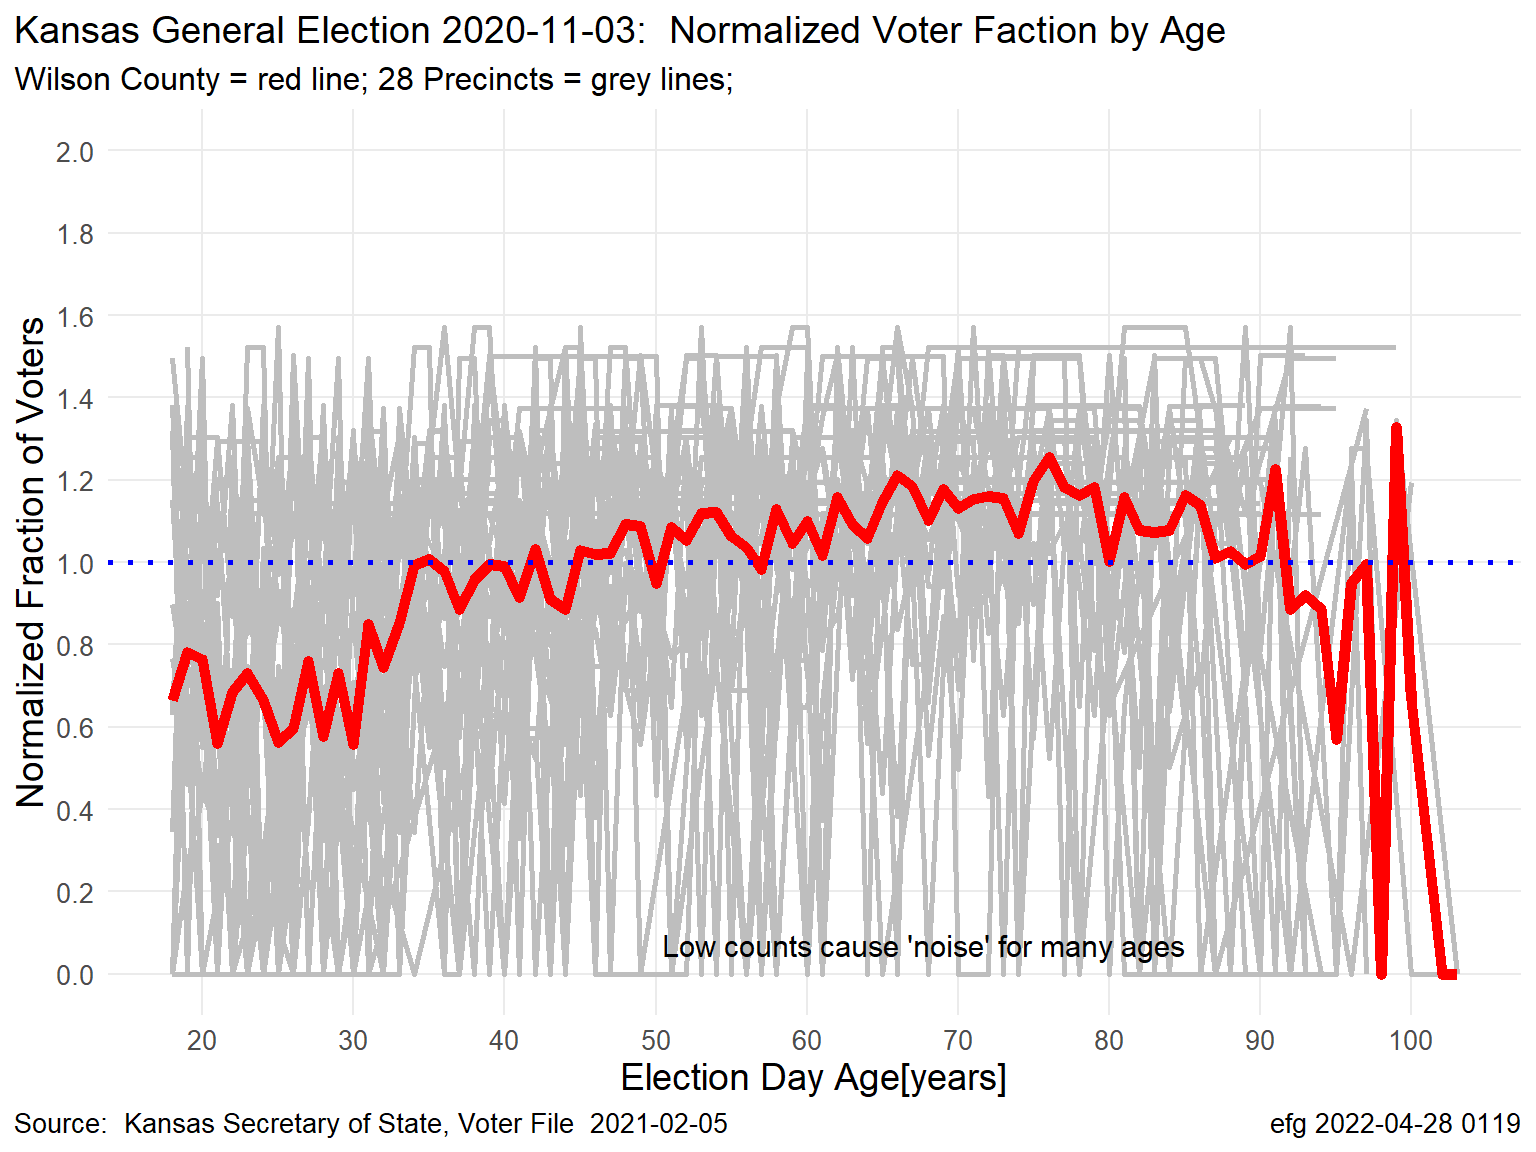 Kansas General Election 2020-11-03:  Normalized Voter Faction by Age
Wilson County = red line; 28 Precincts = grey lines;
Normalized Fraction of Voters
2.0
1.8
1.6
1.4
1.2
1.0
0.8
0.6
0.4
0.2
0.0
Low counts cause 'noise' for many ages
20 30 40 50 60 70 80 90 100
Election Day Age[years]
Source:  Kansas Secretary of State, Voter File  2021-02-05
efg 2022-04-28 0119